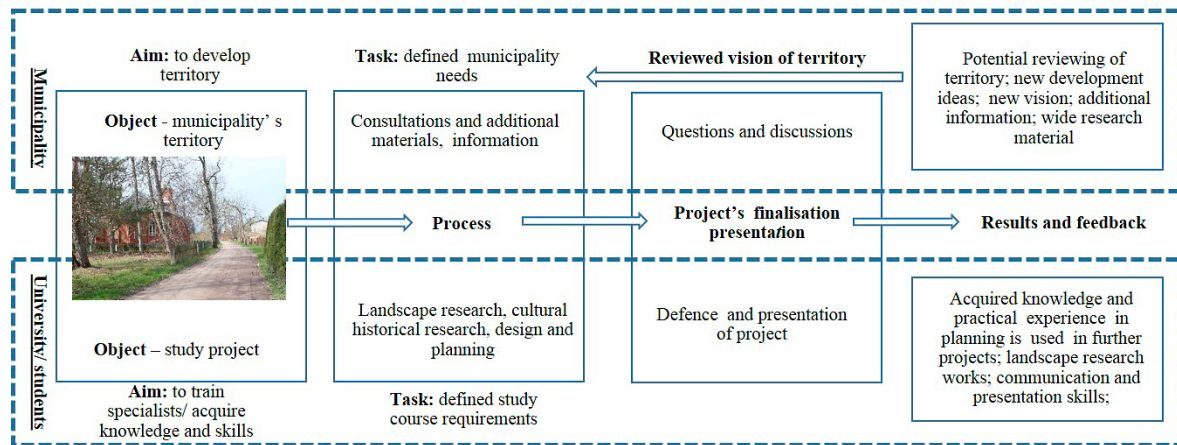 Municipality
Aim: to develop
territory
Object - municipality' s
territory
Task: defined municipality
needs
Consultations and additional
materials, information
Reviewed vision of territory
Questions and discussions
Potential reviewing of
territory; new development
ideas; new vision; additional
information; wide research
material
Process
Project's finalisation
presentation
Results and feedback
University/ students
Object – study project
Aim: to train
specialists/ acquire
knowledge and skills
Landscape research, cultural
historical research, design and
planning
Task: defined study
course requirements
Defence and presentation
of project
Acquired knowledge and
practical experience in
planning is used in further
projects; landscape research
works; communication and
presentation skills;